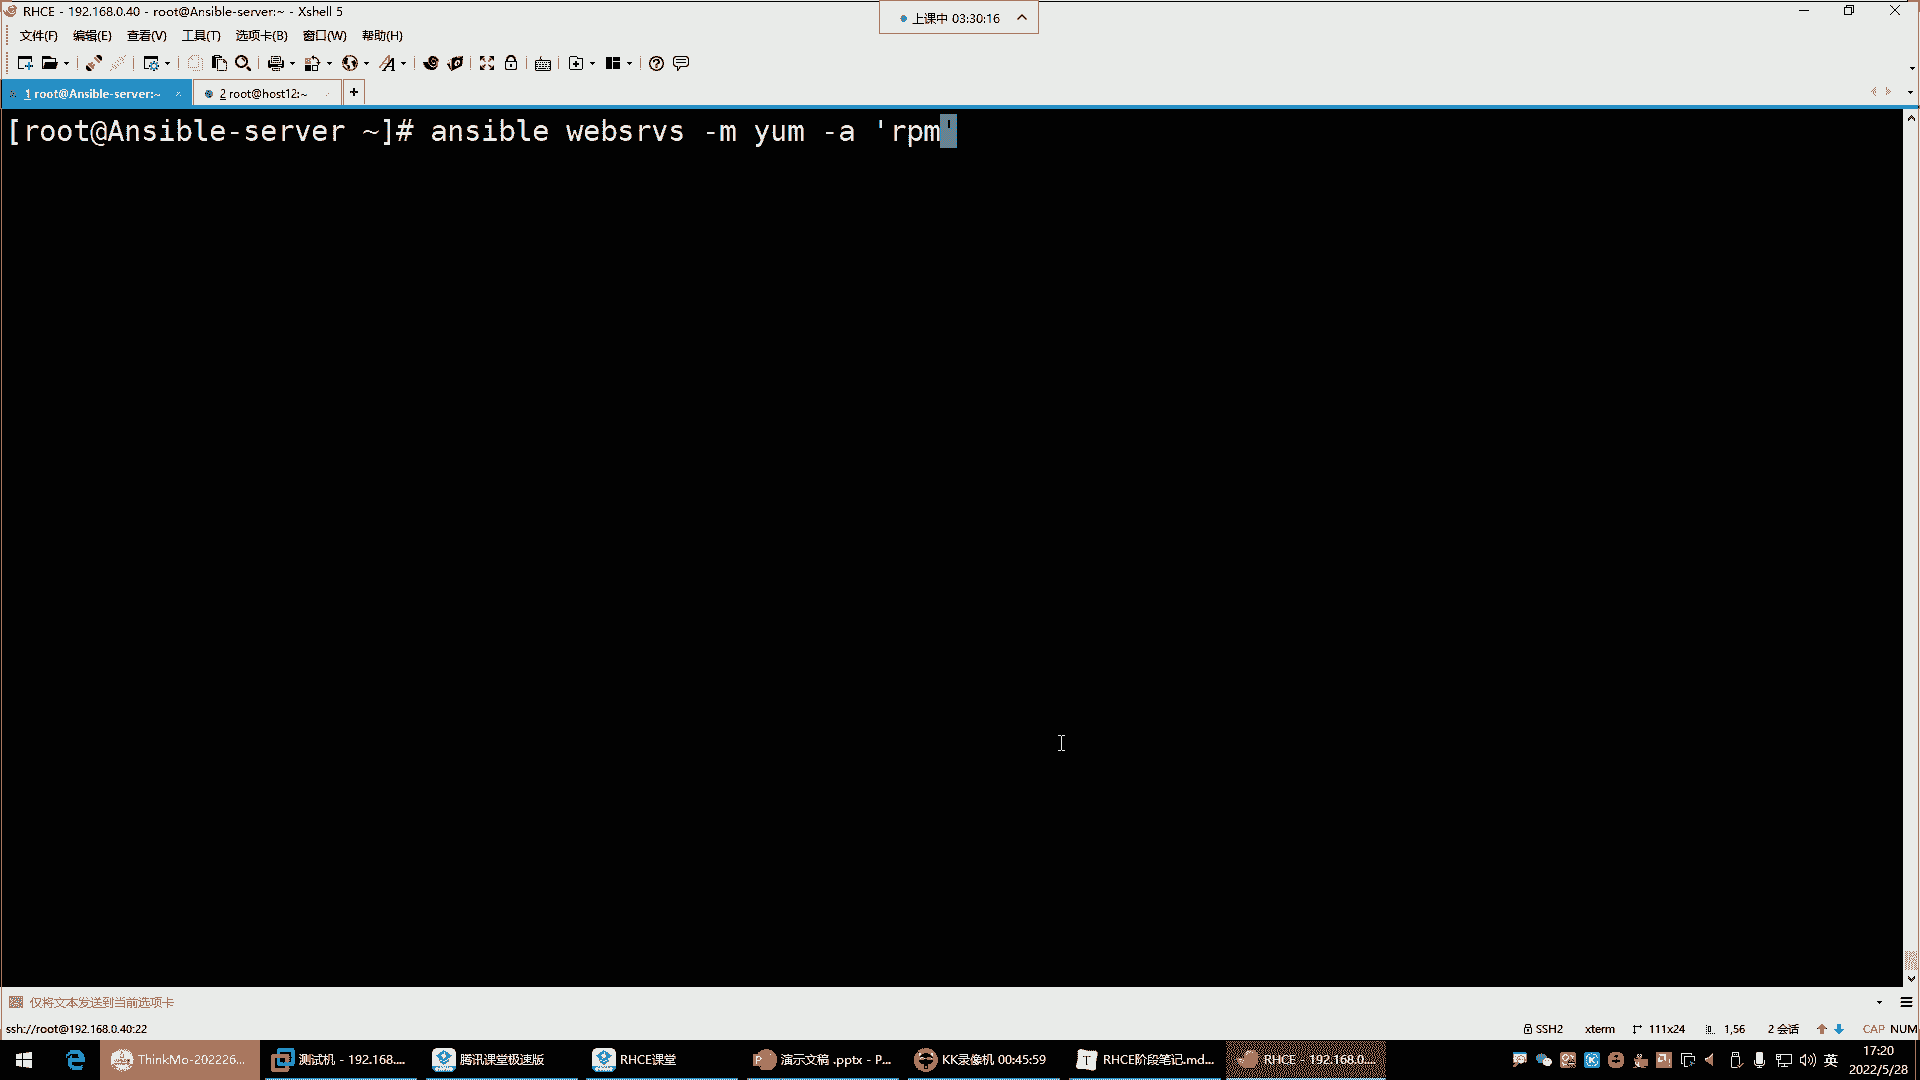 RHCE - 192.168.0.40 - root@Ansible-server:~ - Xshell 5
上课中 03:30:16
文件(F) 编辑(E) 查看(V) 工具(T) 选项卡(B) 窗口(W) 帮助(H)
1 root@Ansible-server:~
2 root@host12:~
[root@Ansible-server ~]# ansible websrvs -m yum -a 'rpm'
仅将文本发送到当前选项卡
ssh://root@192.168.0.40:22
SSH2 xterm 111x24 1,56 2 会话 CAP NUM
ThinkMo-202226...
测试机 - 192.168....
腾讯课堂极速版
RHCE课堂
演示文稿 .pptx - P...
KK录像机 00:45:59
RHCE阶段笔记.md...
RHCE - 192.168.0....
英
17:20
2022/5/28